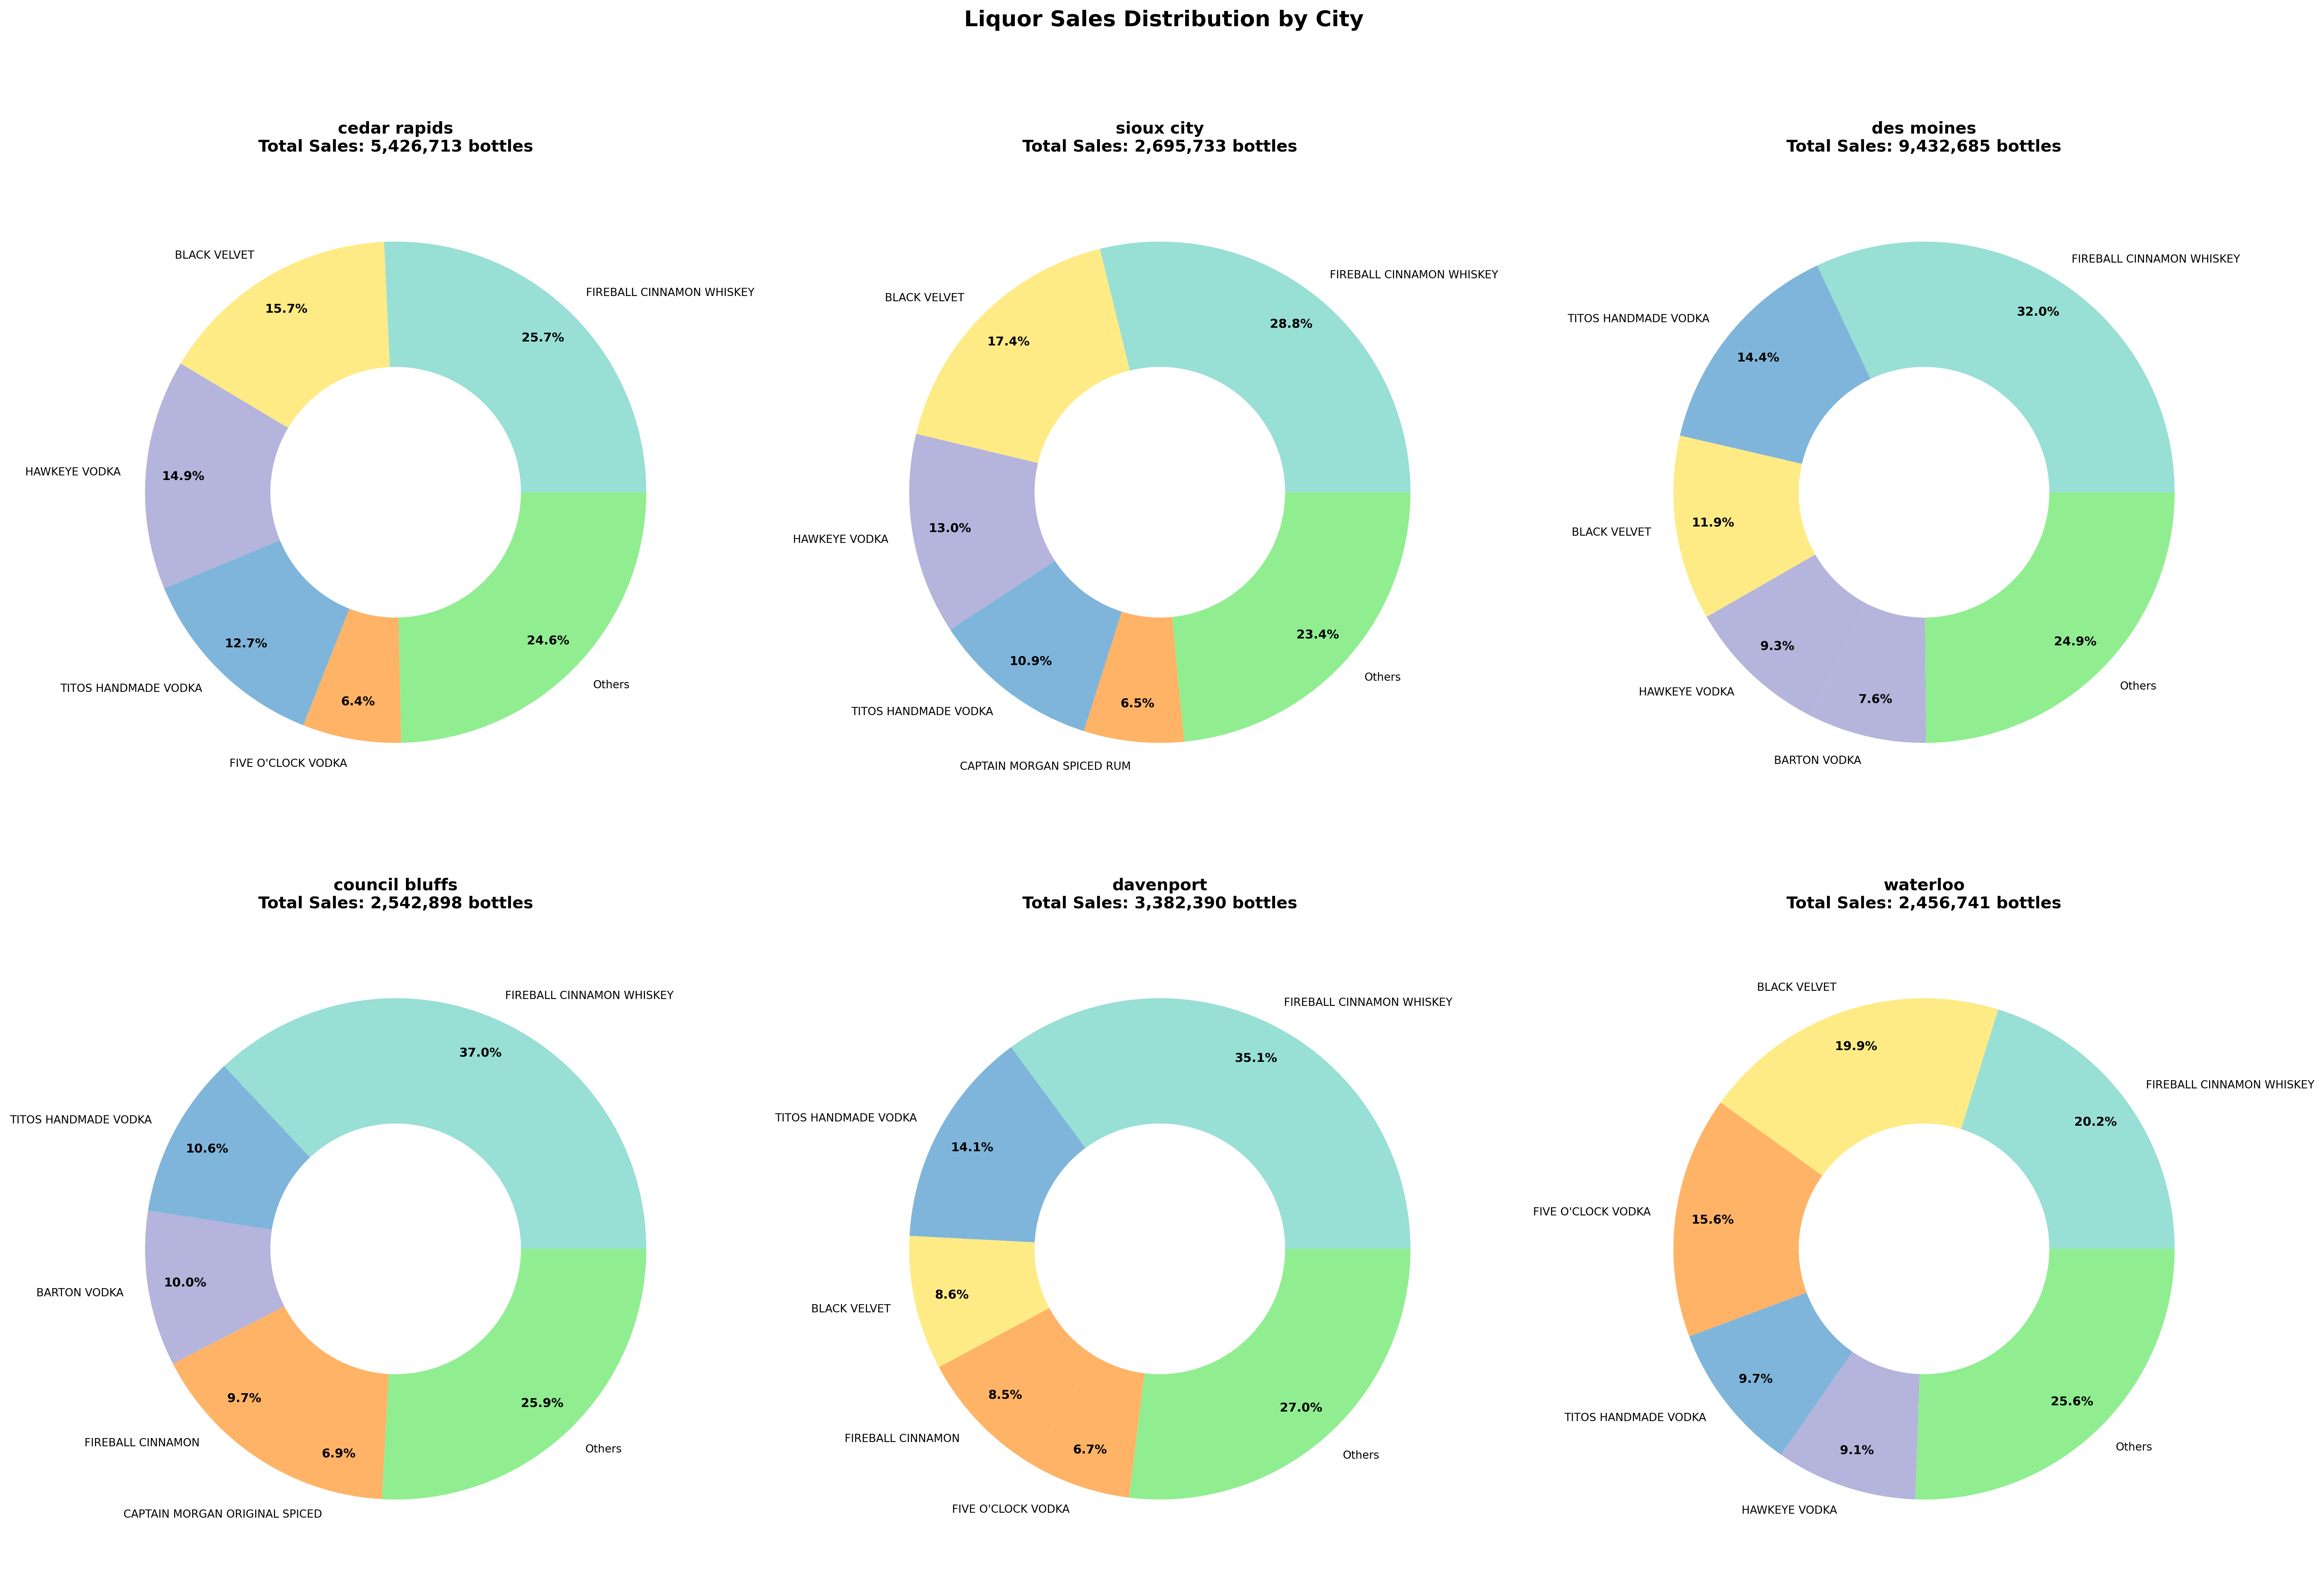 Liquor Sales Distribution by City
cedar rapids
Total Sales: 5,426,713 bottles
FIREBALL CINNAMON WHISKEY
25.7%
BLACK VELVET
15.7%
HAWKEYE VODKA
14.9%
TITOS HANDMADE VODKA
12.7%
FIVE O'CLOCK VODKA
6.4%
Others
24.6%
sioux city
Total Sales: 2,695,733 bottles
FIREBALL CINNAMON WHISKEY
28.8%
BLACK VELVET
17.4%
HAWKEYE VODKA
13.0%
TITOS HANDMADE VODKA
10.9%
CAPTAIN MORGAN SPICED RUM
6.5%
Others
23.4%
des moines
Total Sales: 9,432,685 bottles
FIREBALL CINNAMON WHISKEY
32.0%
TITOS HANDMADE VODKA
14.4%
BLACK VELVET
11.9%
HAWKEYE VODKA
9.3%
BARTON VODKA
7.6%
Others
24.9%
council bluffs
Total Sales: 2,542,898 bottles
FIREBALL CINNAMON WHISKEY
37.0%
TITOS HANDMADE VODKA
10.6%
BARTON VODKA
10.0%
FIREBALL CINNAMON
9.7%
CAPTAIN MORGAN ORIGINAL SPICED
6.9%
Others
25.9%
davenport
Total Sales: 3,382,390 bottles
FIREBALL CINNAMON WHISKEY
35.1%
TITOS HANDMADE VODKA
14.1%
BLACK VELVET
8.6%
FIREBALL CINNAMON
8.5%
FIVE O'CLOCK VODKA
6.7%
Others
27.0%
waterloo
Total Sales: 2,456,741 bottles
FIREBALL CINNAMON WHISKEY
20.2%
BLACK VELVET
19.9%
FIVE O'CLOCK VODKA
15.6%
TITOS HANDMADE VODKA
9.7%
HAWKEYE VODKA
9.1%
Others
25.6%